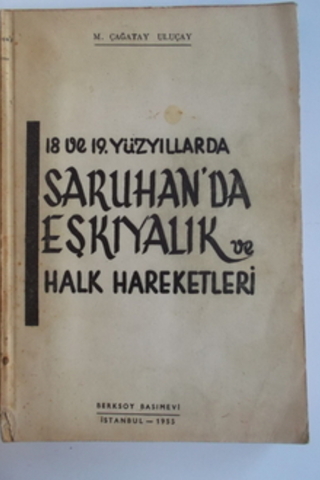 M. ÇAĞATAY ULUÇAY
18 ve 19. YÜZYILLARDA
SARUHAN'DA
EŞKIYALIK ve
HALK HAREKETLERİ
BERKSOY BASIMEVİ
İSTANBUL — 1955